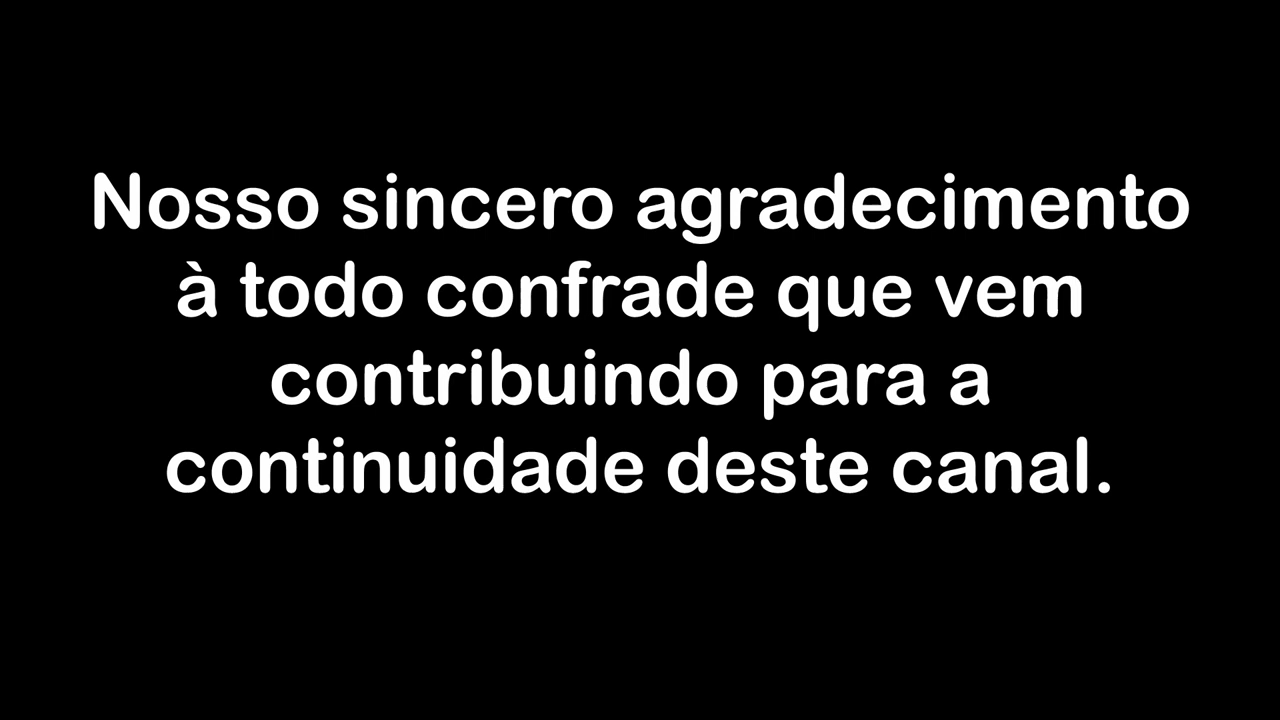 Nosso sincero agradecimento
à todo confrade que vem
contribuindo para a
continuidade deste canal.